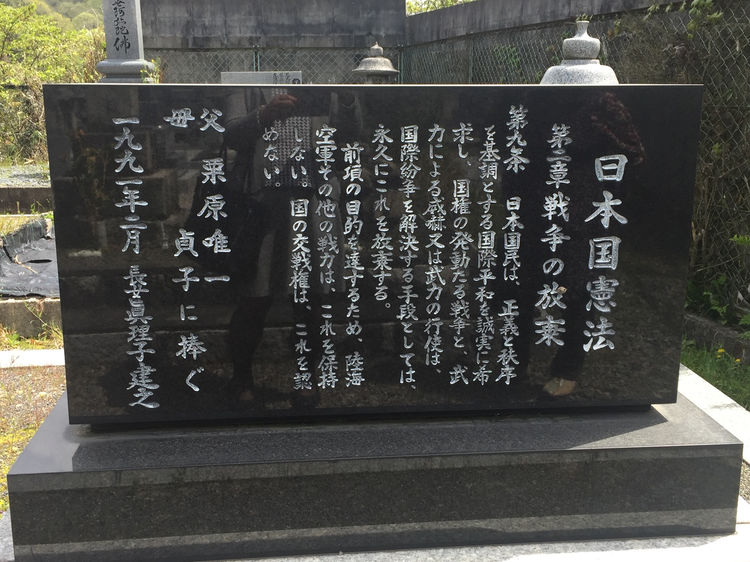 日本国憲法
第二章戦争の放棄
第九条　日本国民は、正義と秩序
を基調とする国際平和を誠実に希
求し、国権の発動たる戦争と、武
力による威嚇又は武力の行使は、
国際紛争を解決する手段としては、
永久にこれを放棄する。
前項の目的を達するため、陸海
空軍その他の戦力は、これを保持
しない。国の交戦権は、これを認
めない。
父　栗原唯一
母　貞子に捧ぐ
一九九一年二月　長女眞理子建之